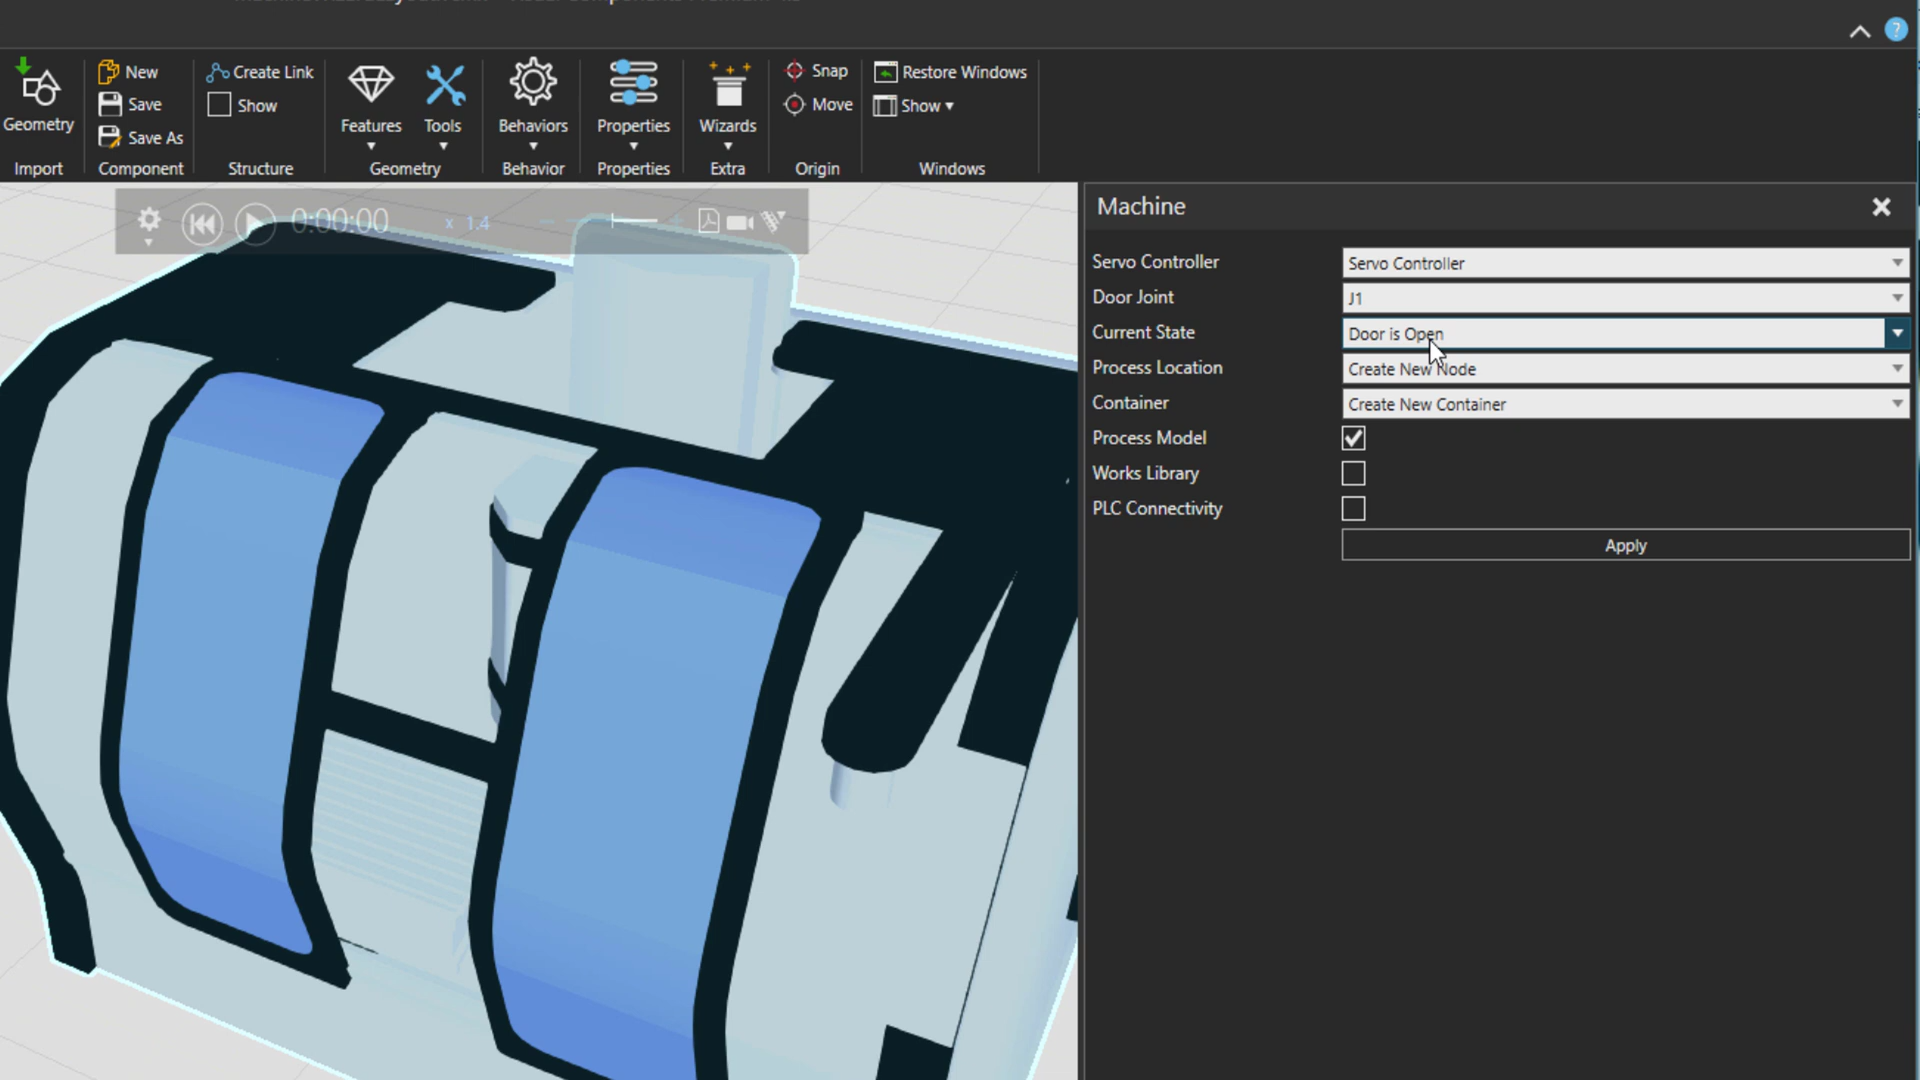 New
Save
Save As
Geometry
Import
Component
Create Link
Show
Structure
Features
Tools
Geometry
Behaviors
Behavior
Properties
Properties
Wizards
Extra
Snap
Move
Origin
Restore Windows
Show
Windows
0:00:00
x 1.4
Machine
Servo Controller
Servo Controller
Door Joint
J1
Current State
Door is Open
Process Location
Create New Node
Container
Create New Container
Process Model
Works Library
PLC Connectivity
Apply